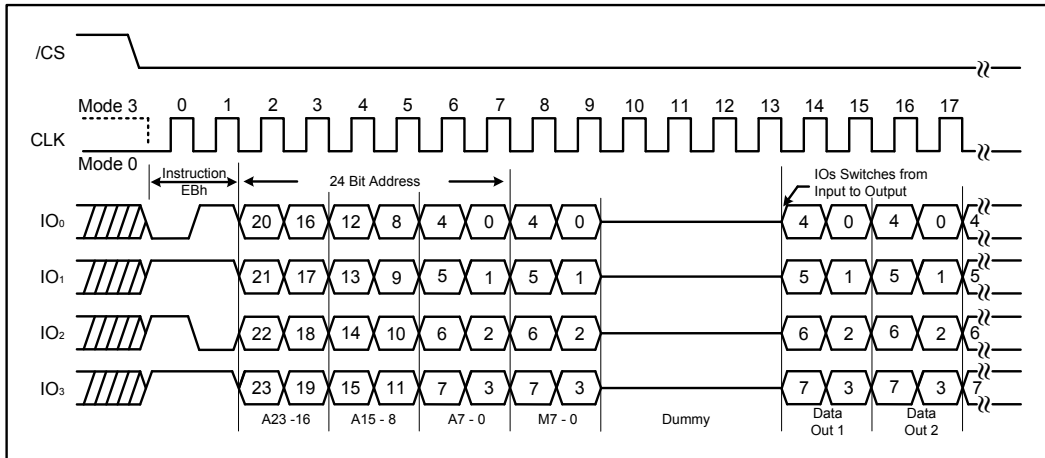 /CS
Mode 3 0 1 2 3 4 5 6 7 8 9 10 11 12 13 14 15 16 17
CLK
Mode 0
Instruction
EBh
24 Bit Address
IOs Switches from
Input to Output
IO0 20 16 12 8 4 0 4 0 4 0 4 0 4
IO1 21 17 13 9 5 1 5 1 5 1 5 1 5
IO2 22 18 14 10 6 2 6 2 6 2 6 2 6
IO3 23 19 15 11 7 3 7 3 7 3 7 3 7
A23 -16 A15 - 8 A7 - 0 M7 - 0 Dummy Data Data
Out 1 Out 2